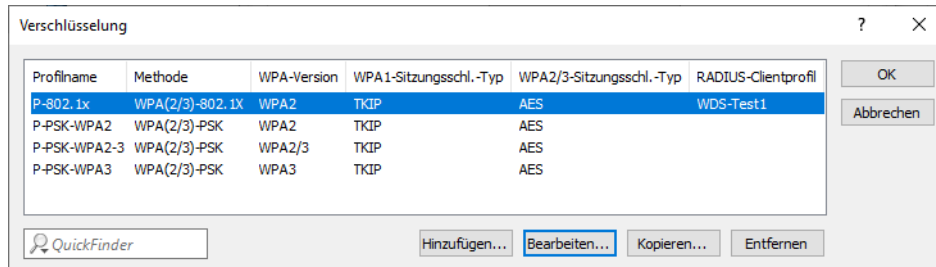 Verschlüsselung ? ×
Profilname Methode WPA-Version WPA1-Sitzungsschl.-Typ WPA2/3-Sitzungsschl.-Typ RADIUS-Clientprofil
P-802.1x WPA(2/3)-802.1X WPA2 TKIP AES WDS-Test1
P-PSK-WPA2 WPA(2/3)-PSK WPA2 TKIP AES
P-PSK-WPA2-3 WPA(2/3)-PSK WPA2/3 TKIP AES
P-PSK-WPA3 WPA(2/3)-PSK WPA3 TKIP AES
OK
Abbrechen
QuickFinder
Hinzufügen... Bearbeiten... Kopieren... Entfernen